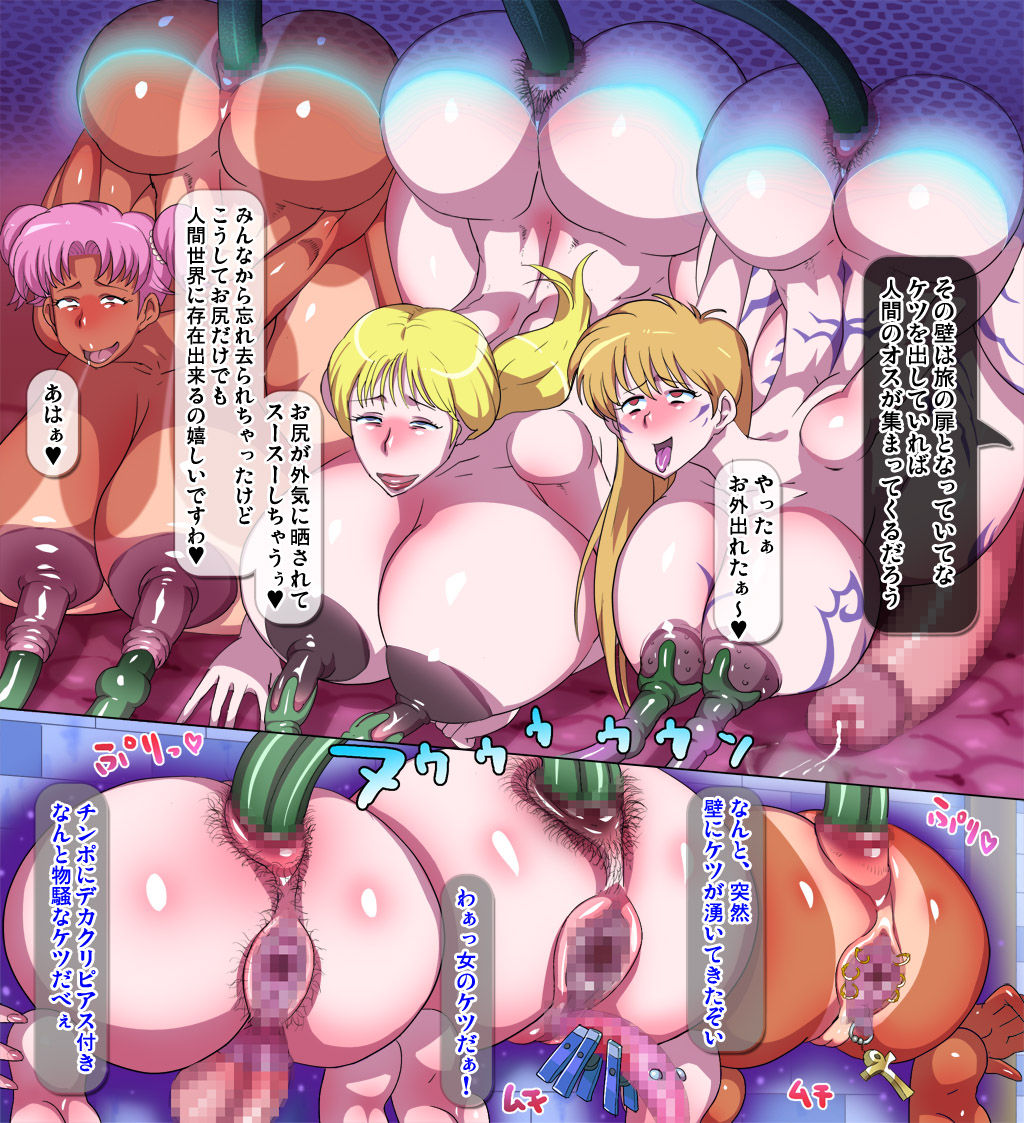 その壁は旅の扉となっていてな
ケツを出していれば
人間のオスが集まってくるだろう
やったぁ
お外出れたぁ~♥
お尻が外気に晒されて
スースーしちゃうぅ♥
みんなから忘れ去られちゃったけど
こうしてお尻だけでも
人間世界に存在出来るの嬉しいですわ♥
あはぁ♥
ヌゥゥゥゥゥン
ぷりっ♡
ぷり♡
なんと、突然
壁にケツが湧いてきたぞい
わぁっ女のケツだぁ!
チンポにデカクリピアス付き
なんと物騒なケツだべぇ
ムチ
ムチ